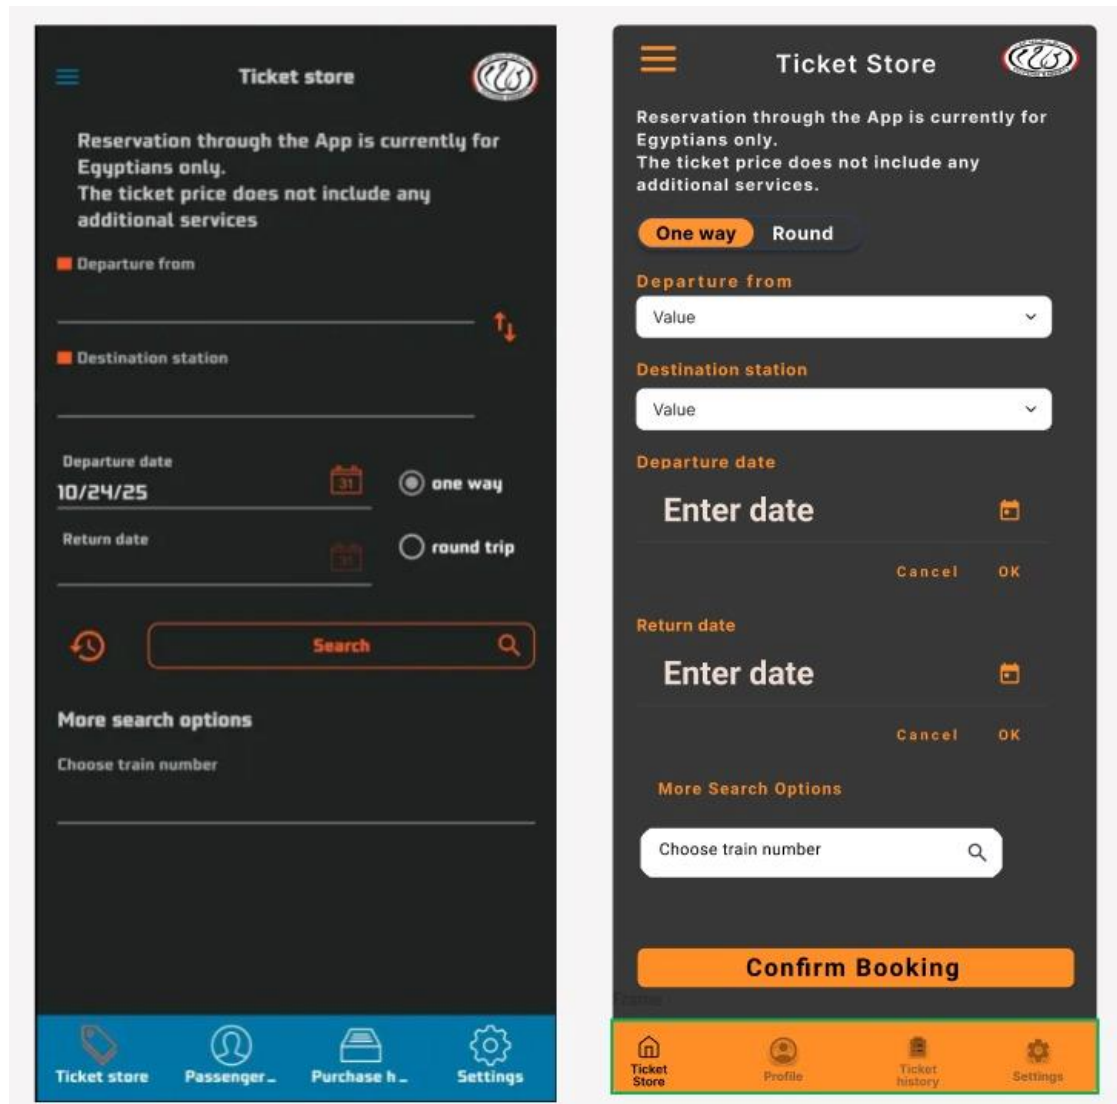 Ticket store
Reservation through the App is currently for
Egyptians only.
The ticket price does not include any
additional services
Departure from
Destination station
Departure date
10/24/25
31
one way
Return date
31
round trip
Search
More search options
Choose train number
Ticket store
Passenger...
Purchase h...
Settings
Ticket Store
Reservation through the App is currently for
Egyptians only.
The ticket price does not include any
additional services.
One way Round
Departure from
Value
Destination station
Value
Departure date
Enter date
Cancel OK
Return date
Enter date
Cancel OK
More Search Options
Choose train number
Confirm Booking
Frame
Ticket
Store
Profile
Ticket
history
Settings